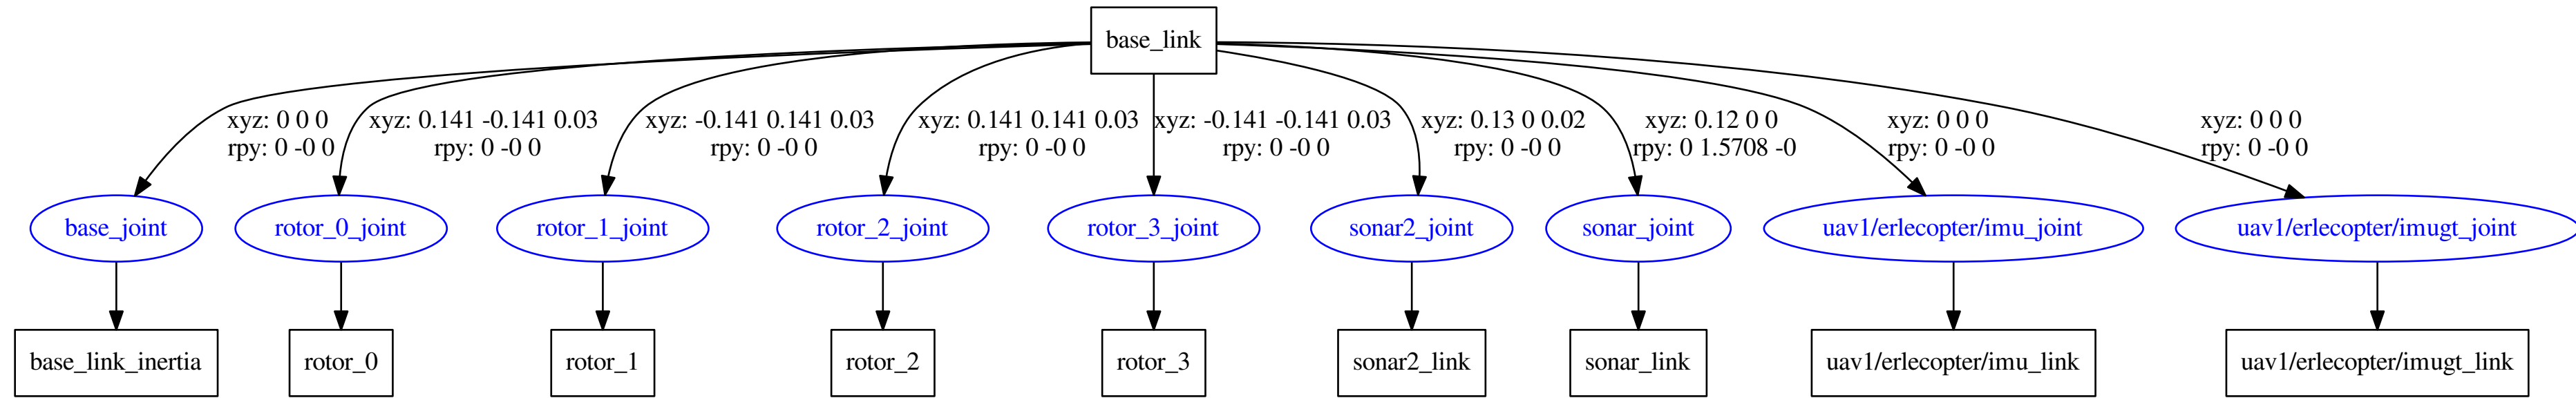 base_link
xyz: 0 0 0
rpy: 0 -0 0
xyz: 0.141 -0.141 0.03
rpy: 0 -0 0
xyz: -0.141 0.141 0.03
rpy: 0 -0 0
xyz: 0.141 0.141 0.03
rpy: 0 -0 0
xyz: -0.141 -0.141 0.03
rpy: 0 -0 0
xyz: 0.13 0 0.02
rpy: 0 -0 0
xyz: 0.12 0 0
rpy: 0 1.5708 -0
xyz: 0 0 0
rpy: 0 -0 0
xyz: 0 0 0
rpy: 0 -0 0
base_joint
rotor_0_joint
rotor_1_joint
rotor_2_joint
rotor_3_joint
sonar2_joint
sonar_joint
uav1/erlecopter/imu_joint
uav1/erlecopter/imugt_joint
base_link_inertia
rotor_0
rotor_1
rotor_2
rotor_3
sonar2_link
sonar_link
uav1/erlecopter/imu_link
uav1/erlecopter/imugt_link